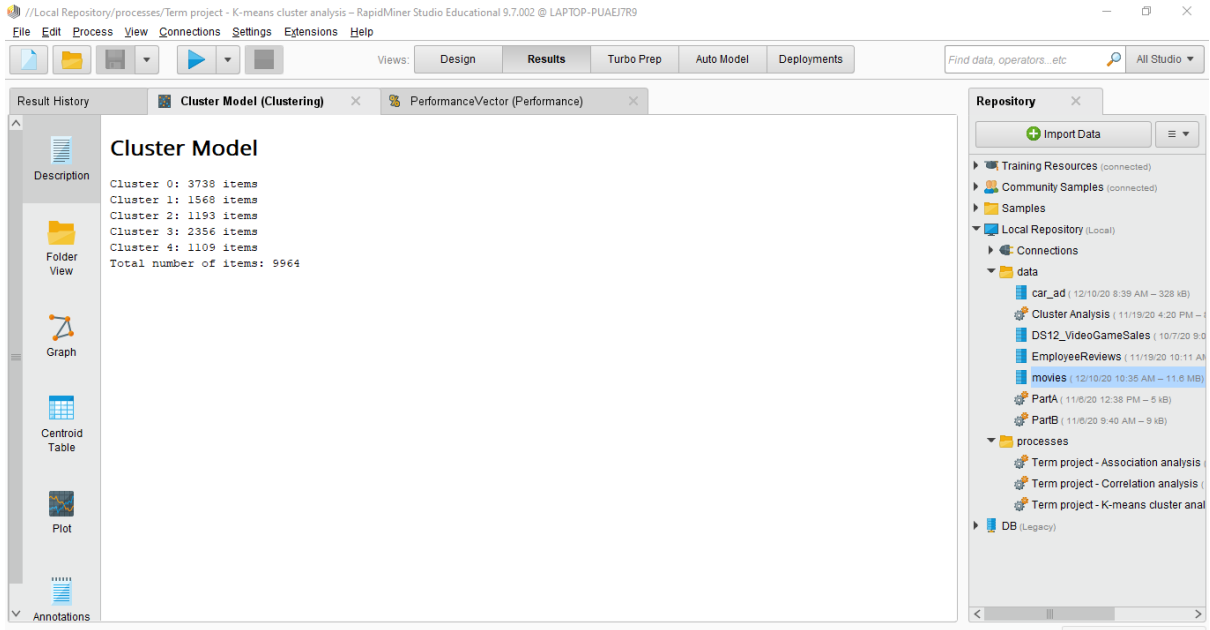 //Local Repository/processes/Term project - K-means cluster analysis – RapidMiner Studio Educational 9.7.002 @ LAPTOP-PUAEJ7R9
File Edit Process View Connections Settings Extensions Help
Views: Design Results Turbo Prep Auto Model Deployments
Find data, operators...etc
All Studio
Result History
Cluster Model (Clustering)
PerformanceVector (Performance)
Description
Folder
View
Graph
Centroid
Table
Plot
Annotations
Cluster Model
Cluster 0: 3738 items
Cluster 1: 1568 items
Cluster 2: 1193 items
Cluster 3: 2356 items
Cluster 4: 1109 items
Total number of items: 9964
Repository
Import Data
Training Resources (connected)
Community Samples (connected)
Samples
Local Repository (Local)
Connections
data
car_ad ( 12/10/20 8:39 AM – 328 kB)
Cluster Analysis ( 11/19/20 4:20 PM –
DS12_VideoGameSales ( 10/7/20 9:0
EmployeeReviews ( 11/19/20 10:11 AM
movies ( 12/10/20 10:35 AM – 11.6 MB)
PartA ( 11/6/20 12:38 PM – 5 kB)
PartB ( 11/6/20 9:40 AM – 9 kB)
processes
Term project - Association analysis
Term project - Correlation analysis (
Term project - K-means cluster anal
DB (Legacy)